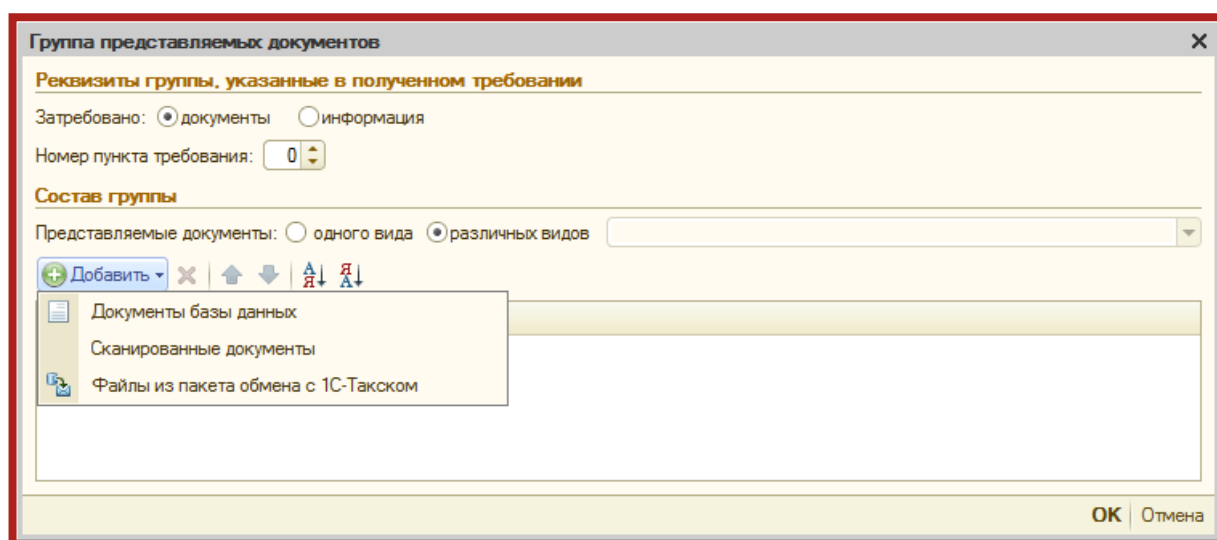 Группа представляемых документов
Реквизиты группы, указанные в полученном требовании
Затребовано: документы информация
Номер пункта требования: 0
Состав группы
Представляемые документы: одного вида различных видов
Добавить А Я Я А
Документы базы данных
Сканированные документы
Файлы из пакета обмена с 1С-Такском
ОК Отмена